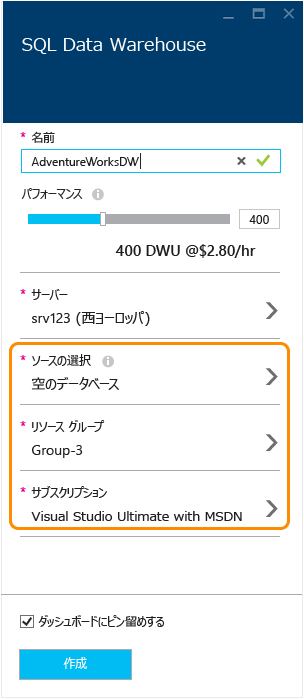 SQL Data Warehouse
* 名前
AdventureWorksDW
パフォーマンス
400
400 DWU @$2.80/hr
* サーバー
srv123 (西ヨーロッパ)
* ソースの選択
空のデータベース
* リソース グループ
Group-3
* サブスクリプション
Visual Studio Ultimate with MSDN
ダッシュボードにピン留めする
作成